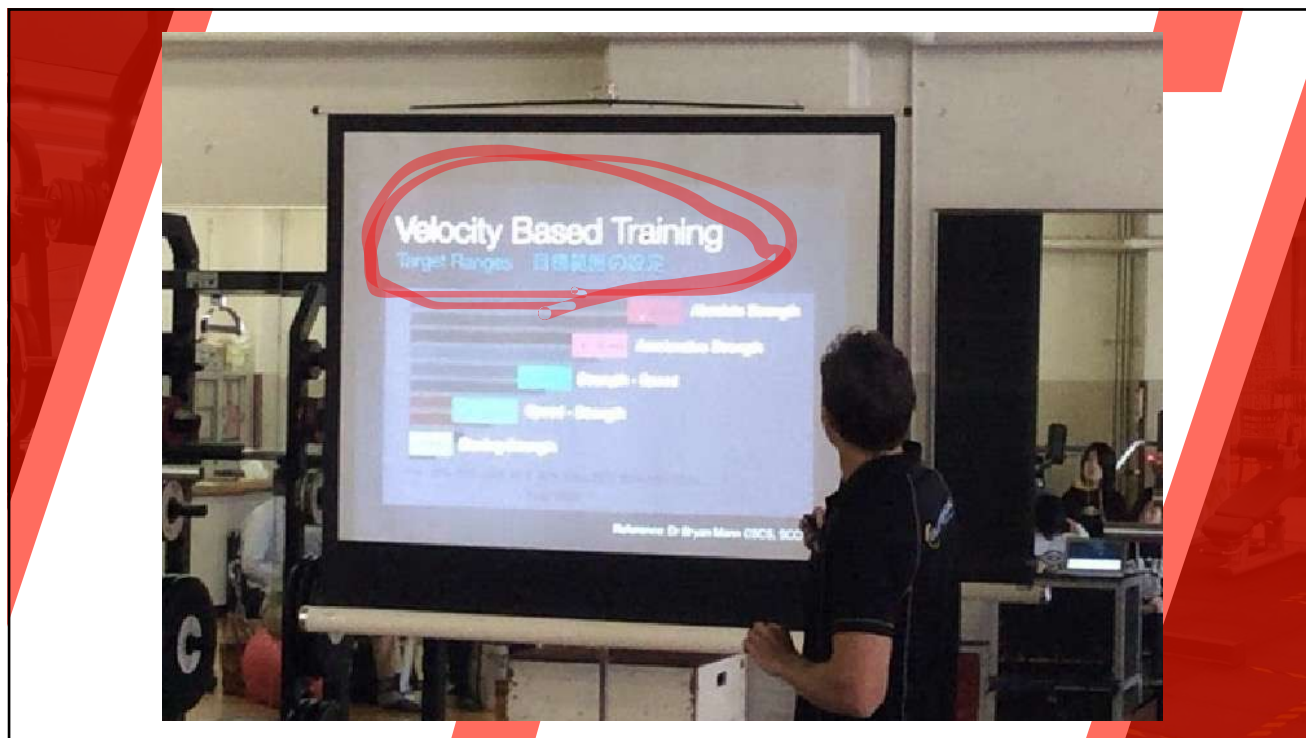 Velocity Based Training
Target Ranges 目標範囲の設定
Absolute Strength
Accelerative Strength
Strength - Speed
Speed - Strength
Starting Strength
Reference: Dr Bryan Mann CSCS, SCC